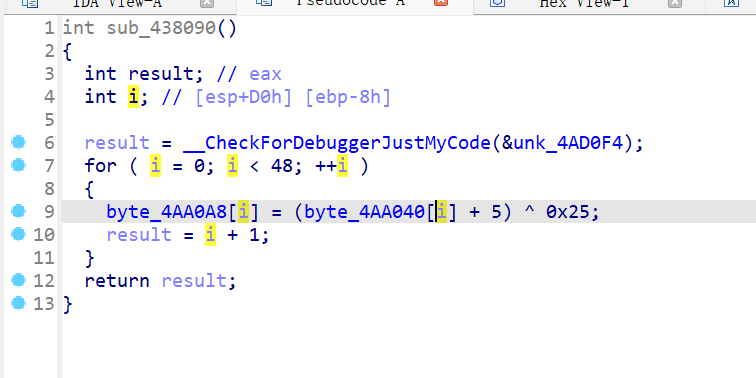 IDA View-A Pseudocode-A Hex View-1
1 int sub_438090()
2 {
3 int result; // eax
4 int i; // [esp+D0h] [ebp-8h]
5
6 result = __CheckForDebuggerJustMyCode(&unk_4AD0F4);
7 for ( i = 0; i < 48; ++i )
8 {
9 byte_4AA0A8[i] = (byte_4AA040[i] + 5) ^ 0x25;
10 result = i + 1;
11 }
12 return result;
13 }